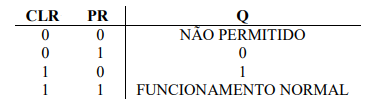 CLR PR Q
0 0 NÃO PERMITIDO
0 1 0
1 0 1
1 1 FUNCIONAMENTO NORMAL